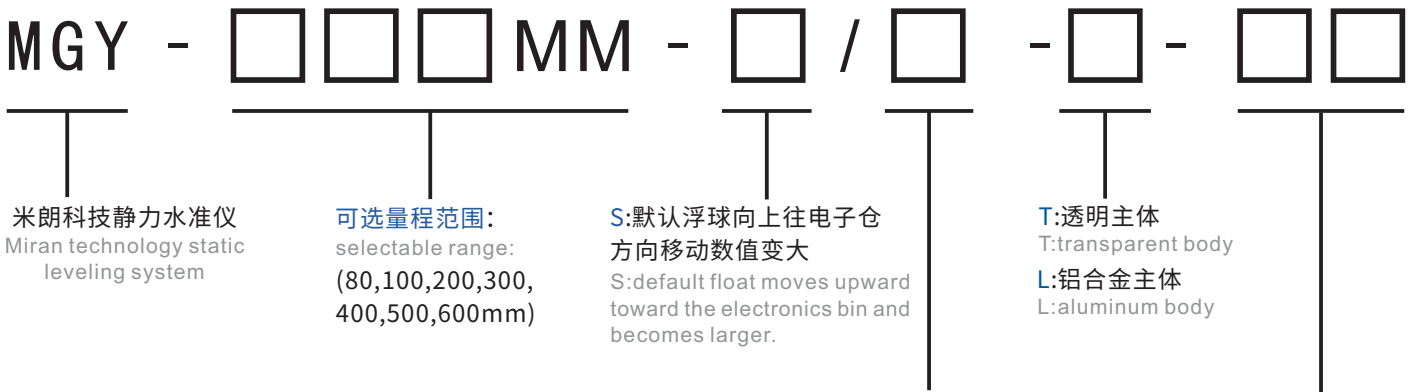 MGY - □□□MM - □ / □ - □ - □□
米朗科技静力水准仪
Miran technology static
leveling system
可选量程范围:
selectable range:
(80,100,200,300,
400,500,600mm)
S:默认浮球向上往电子仓
方向移动数值变大
S:default float moves upward
toward the electronics bin and
becomes larger.
T:透明主体
T:transparent body
L:铝合金主体
L:aluminum body